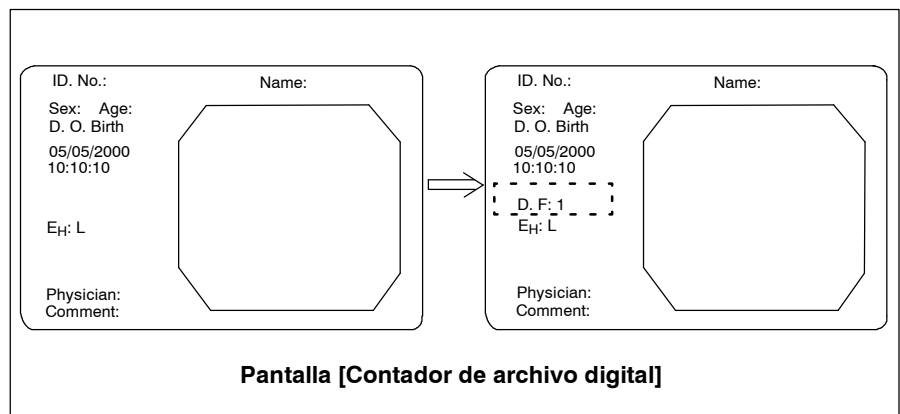 ID. No.: Name:
Sex: Age:
D. O. Birth
05/05/2000
10:10:10
EH: L
Physician:
Comment:
ID. No.: Name:
Sex: Age:
D. O. Birth
05/05/2000
10:10:10
D. F: 1
EH: L
Physician:
Comment:
Pantalla [Contador de archivo digital]